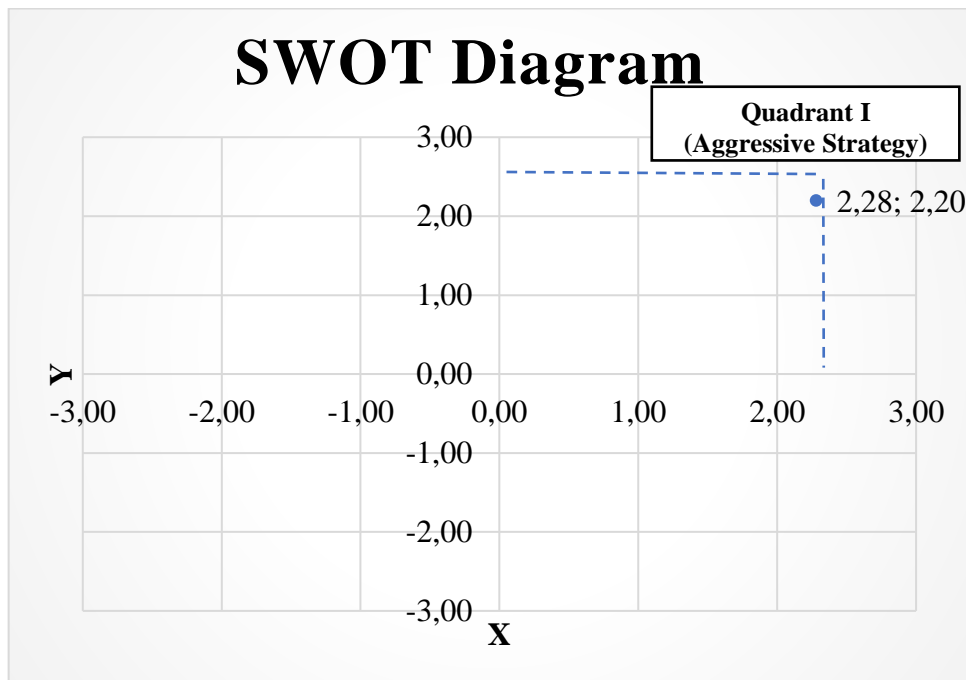 SWOT Diagram
Quadrant I
(Aggressive Strategy)
3,00
2,28; 2,20
2,00
1,00
0,00
Y
-3,00 -2,00 -1,00 0,00 1,00 2,00 3,00
-1,00
-2,00
-3,00
X